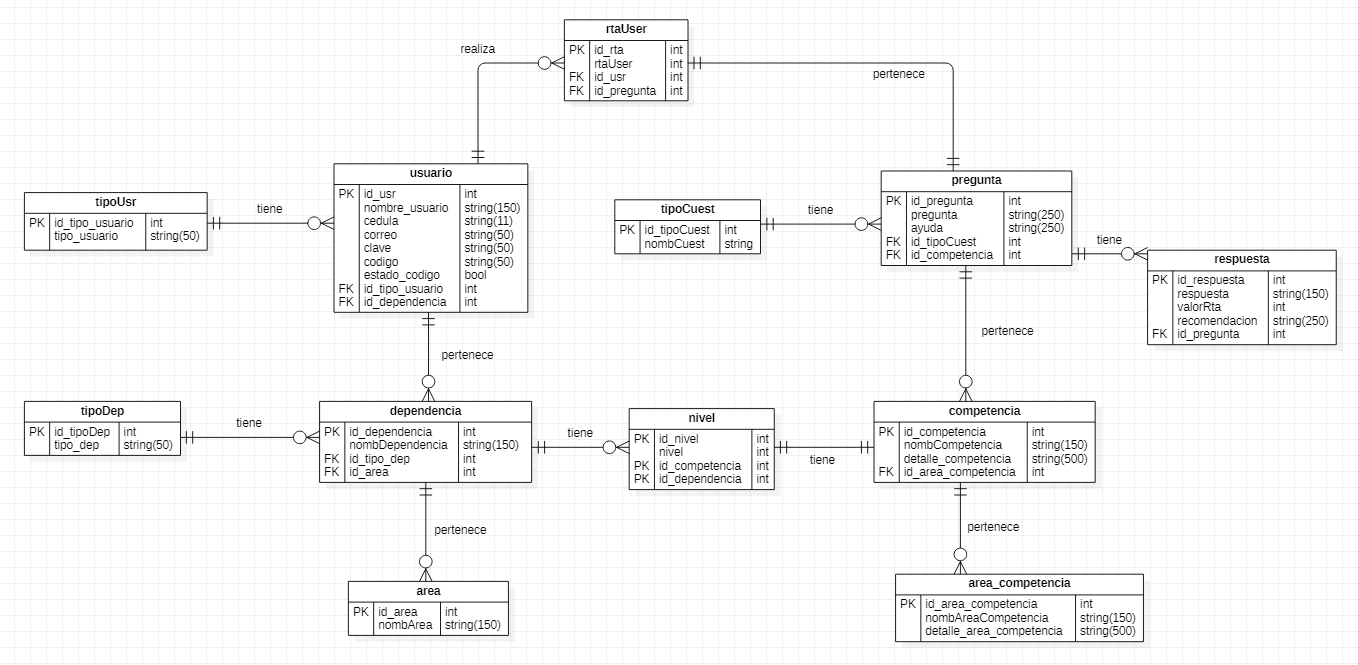 rtaUser
PK id_rta int
rtaUser int
FK id_usr int
FK id_pregunta int
realiza
pertenece
usuario
PK id_usr int
nombre_usuario string(150)
cedula string(11)
correo string(50)
clave string(50)
codigo string(50)
estado_codigo bool
FK id_tipo_usuario int
FK id_dependencia int
tipoUsr
PK id_tipo_usuario int
tipo_usuario string(50)
tiene
tipoCuest
PK id_tipoCuest int
nombCuest string
tiene
pregunta
PK id_pregunta int
pregunta string(250)
ayuda string(250)
FK id_tipoCuest int
FK id_competencia int
tiene
respuesta
PK id_respuesta int
respuesta string(150)
valorRta int
recomendacion string(250)
FK id_pregunta int
pertenece
pertenece
tipoDep
PK id_tipoDep int
tipo_dep string(50)
tiene
dependencia
PK id_dependencia int
nombDependencia string(150)
FK id_tipo_dep int
FK id_area int
tiene
nivel
PK id_nivel int
nivel int
PK id_competencia int
PK id_dependencia int
tiene
competencia
PK id_competencia int
nombCompetencia string(150)
detalle_competencia string(500)
FK id_area_competencia int
pertenece
pertenece
area
PK id_area int
nombArea string(150)
area_competencia
PK id_area_competencia int
nombAreaCompetencia string(150)
detalle_area_competencia string(500)